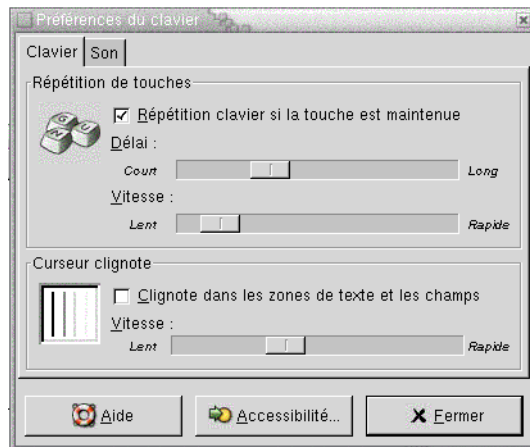 Préférences du clavier
Clavier Son
Répétition de touches
G U N
Répétition clavier si la touche est maintenue
Délai :
Court Long
Vitesse :
Lent Rapide
Curseur clignote
Clignote dans les zones de texte et les champs
Vitesse :
Lent Rapide
Aide Accessibilité... Fermer